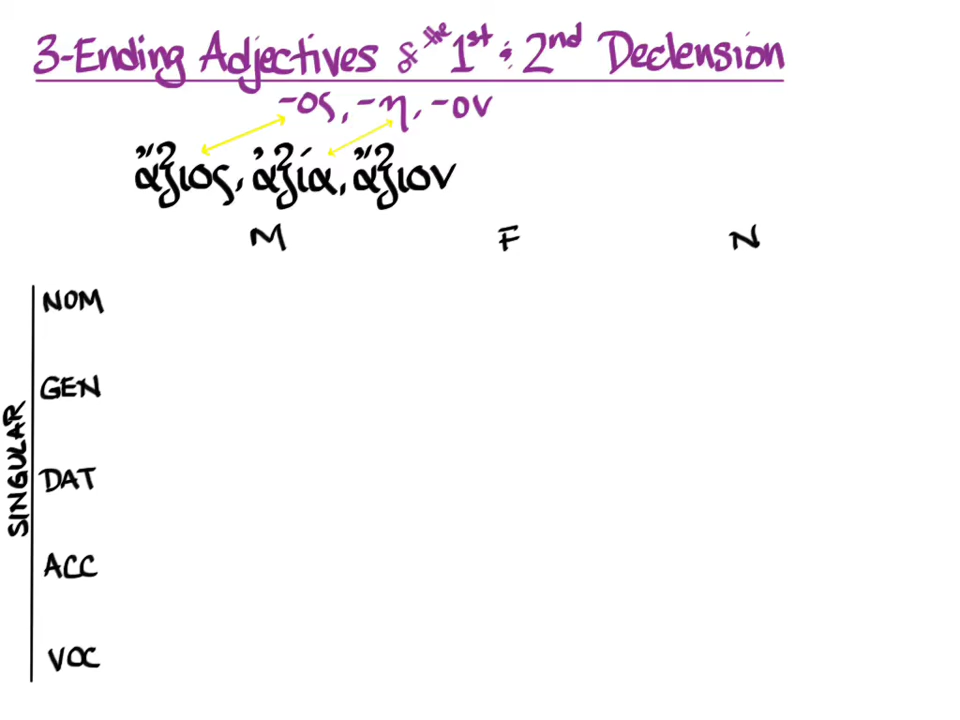 3-Ending Adjectives of the 1st & 2nd Declension
-ος, -η, -ον
ἄξιος, ἀξία, ἄξιον
M F N
NOM
GEN
SINGULAR
DAT
ACC
VOC